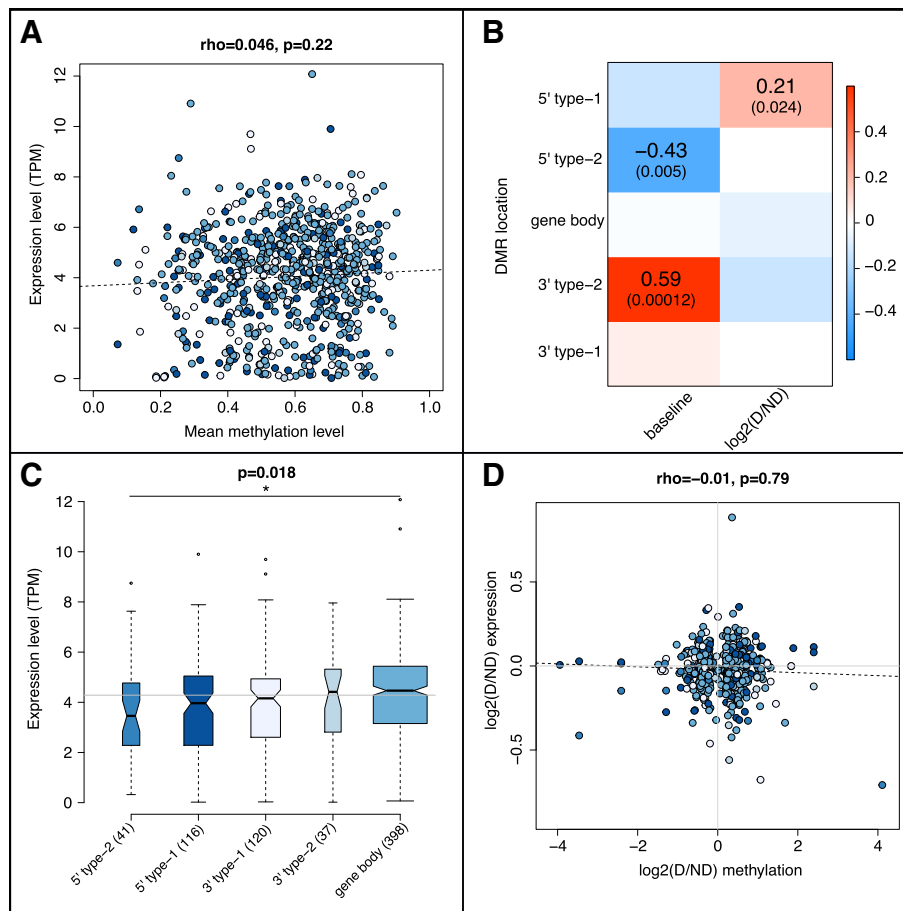 A
rho=0.046, p=0.22
Expression level (TPM)
12
10
8
6
4
2
0
0.0 0.2 0.4 0.6 0.8 1.0
Mean methylation level
B
DMR location
5' type−1
5' type−2
gene body
3' type−2
3' type−1
0.21
(0.024)
−0.43
(0.005)
0.59
(0.00012)
baseline
log2(D/ND)
0.4
0.2
0
−0.2
−0.4
C
p=0.018
*
Expression level (TPM)
12
10
8
6
4
2
0
5' type−2 (41)
5' type−1 (116)
3' type−1 (120)
3' type−2 (37)
gene body (398)
D
rho=−0.01, p=0.79
log2(D/ND) expression
0.5
0.0
−0.5
−4 −2 0 2 4
log2(D/ND) methylation